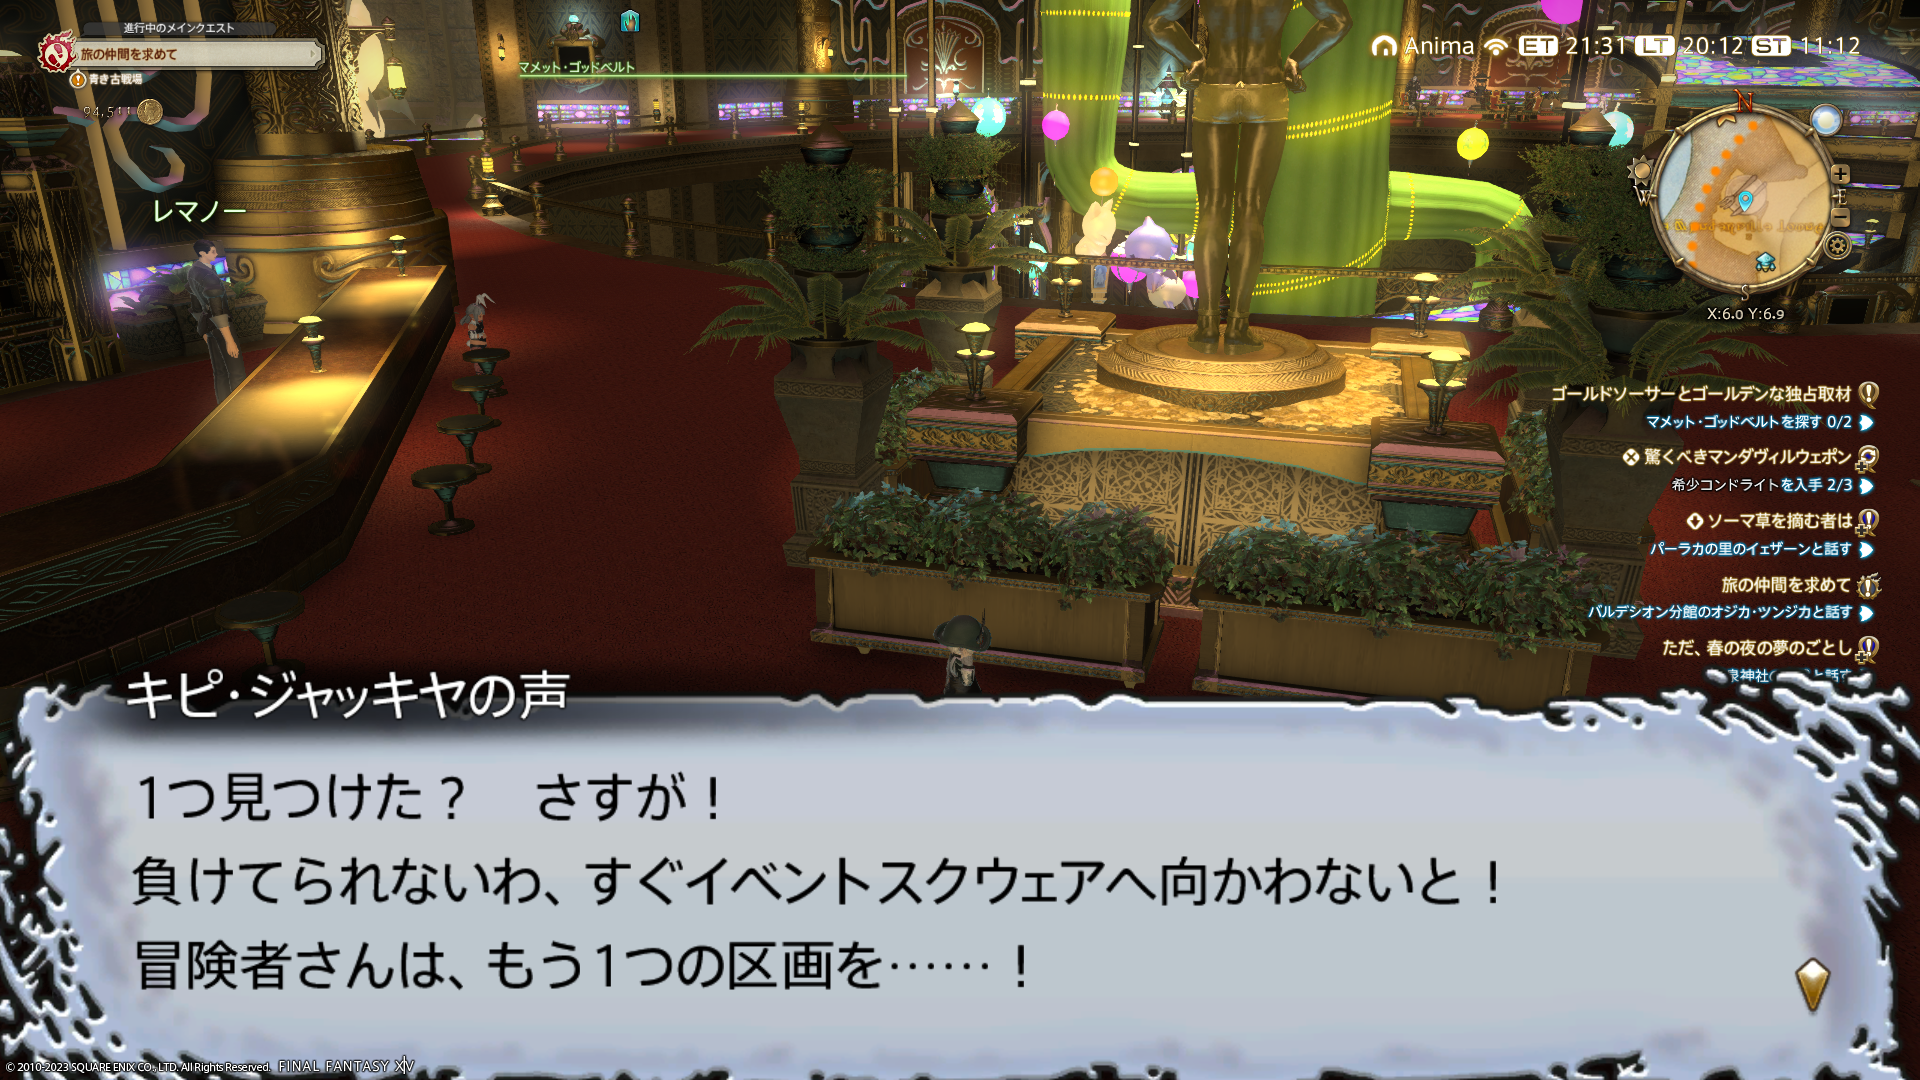 進行中のメインクエスト
旅の仲間を求めて
青き古戦場
94,511
マメット・ゴッドベルト
レマノー
Anima ET 21:31 LT 20:12 ST 11:12
N
W
E
S
X:6.0 Y:6.9
ゴールドソーサーとゴールデンな独占取材
マメット・ゴッドベルトを探す 0/2
驚くべきマンダヴィルウェポン
希少コンドライトを入手 2/3
ソーマ草を摘む者は
パーラカの里のイェザーンと話す
旅の仲間を求めて
バルデシオン分館のオジカ・ツンジカと話す
ただ、春の夜の夢のごとし
キピ・ジャッキヤの声
1つ見つけた？　さすが！
負けてられないわ、すぐイベントスクウェアへ向かわないと！
冒険者さんは、もう1つの区画を……！
© 2010-2023 SQUARE ENIX CO., LTD. All Rights Reserved. FINAL FANTASY XIV